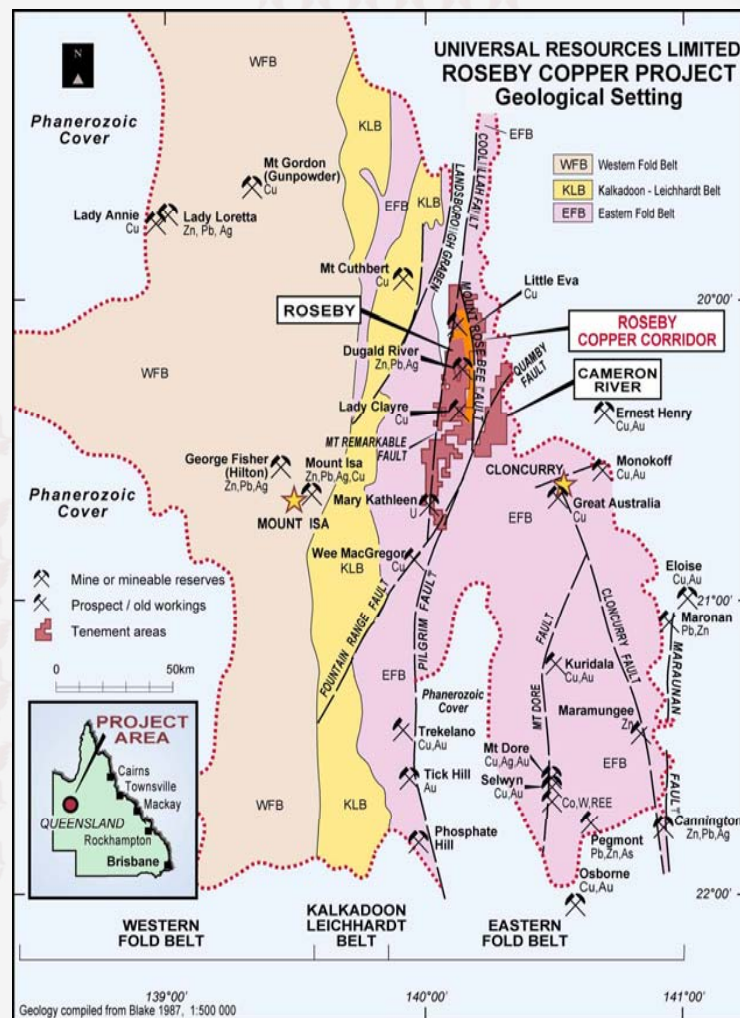 UNIVERSAL RESOURCES LIMITED
ROSEBY COPPER PROJECT
Geological Setting
N
WFB
Phanerozoic
Cover
KLB
EFB
WFB Western Fold Belt
KLB Kalkadoon - Leichhardt Belt
EFB Eastern Fold Belt
Mt Gordon
(Gunpowder)
Cu
Lady Annie
Cu
Lady Loretta
Zn, Pb, Ag
EFB
KLB
LANDSBOROUGH GRABEN
COOLULLAH FAULT
Mt Cuthbert
Cu
Little Eva
Cu
20°00'
ROSEBY
MOUNT ROSE BEE FAULT
ROSEBY
COPPER CORRIDOR
Dugald River
Zn,Pb,Ag
QUAMBY
FAULT
CAMERON
RIVER
WFB
Lady Clayre
Cu
Ernest Henry
Cu,Au
MT REMARKABLE
FAULT
George Fisher
(Hilton)
Zn,Pb,Ag
Mount Isa
Zn,Pb,Ag,Cu
MOUNT ISA
CLONCURRY
Monokoff
Cu,Au
Phanerozoic
Cover
Mary Kathleen
U
EFB
Great Australia
Cu
Wee MacGregor
Cu
KLB
Eloise
Cu,Au
Mine or mineable reserves
Prospect / old workings
Tenement areas
21°00'
Maronan
Pb,Zn
FOUNTAIN RANGE FAULT
PILGRIM FAULT
FAULT
MT DORE
CLONCURRY FAULT
MARAUNAN
FAULT
0 50km
EFB
Kuridala
Cu,Au
Phanerozoic
Cover
Maramungee
Zn
PROJECT
AREA
Cairns
Townsville
Mackay
QUEENSLAND
Rockhampton
Brisbane
Trekelano
Cu,Au
Mt Dore
Cu,Ag,Au
EFB
WFB
KLB
Tick Hill
Au
Selwyn
Cu,Au
Co,W,REE
Cannington
Zn,Pb,Ag
Phosphate
Hill
Pegmont
Pb,Zn,As
Osborne
Cu,Au
22°00'
WESTERN
FOLD BELT
KALKADOON
LEICHHARDT
BELT
EASTERN
FOLD BELT
139°00'
140°00'
141°00'
Geology compiled from Blake 1987, 1:500 000